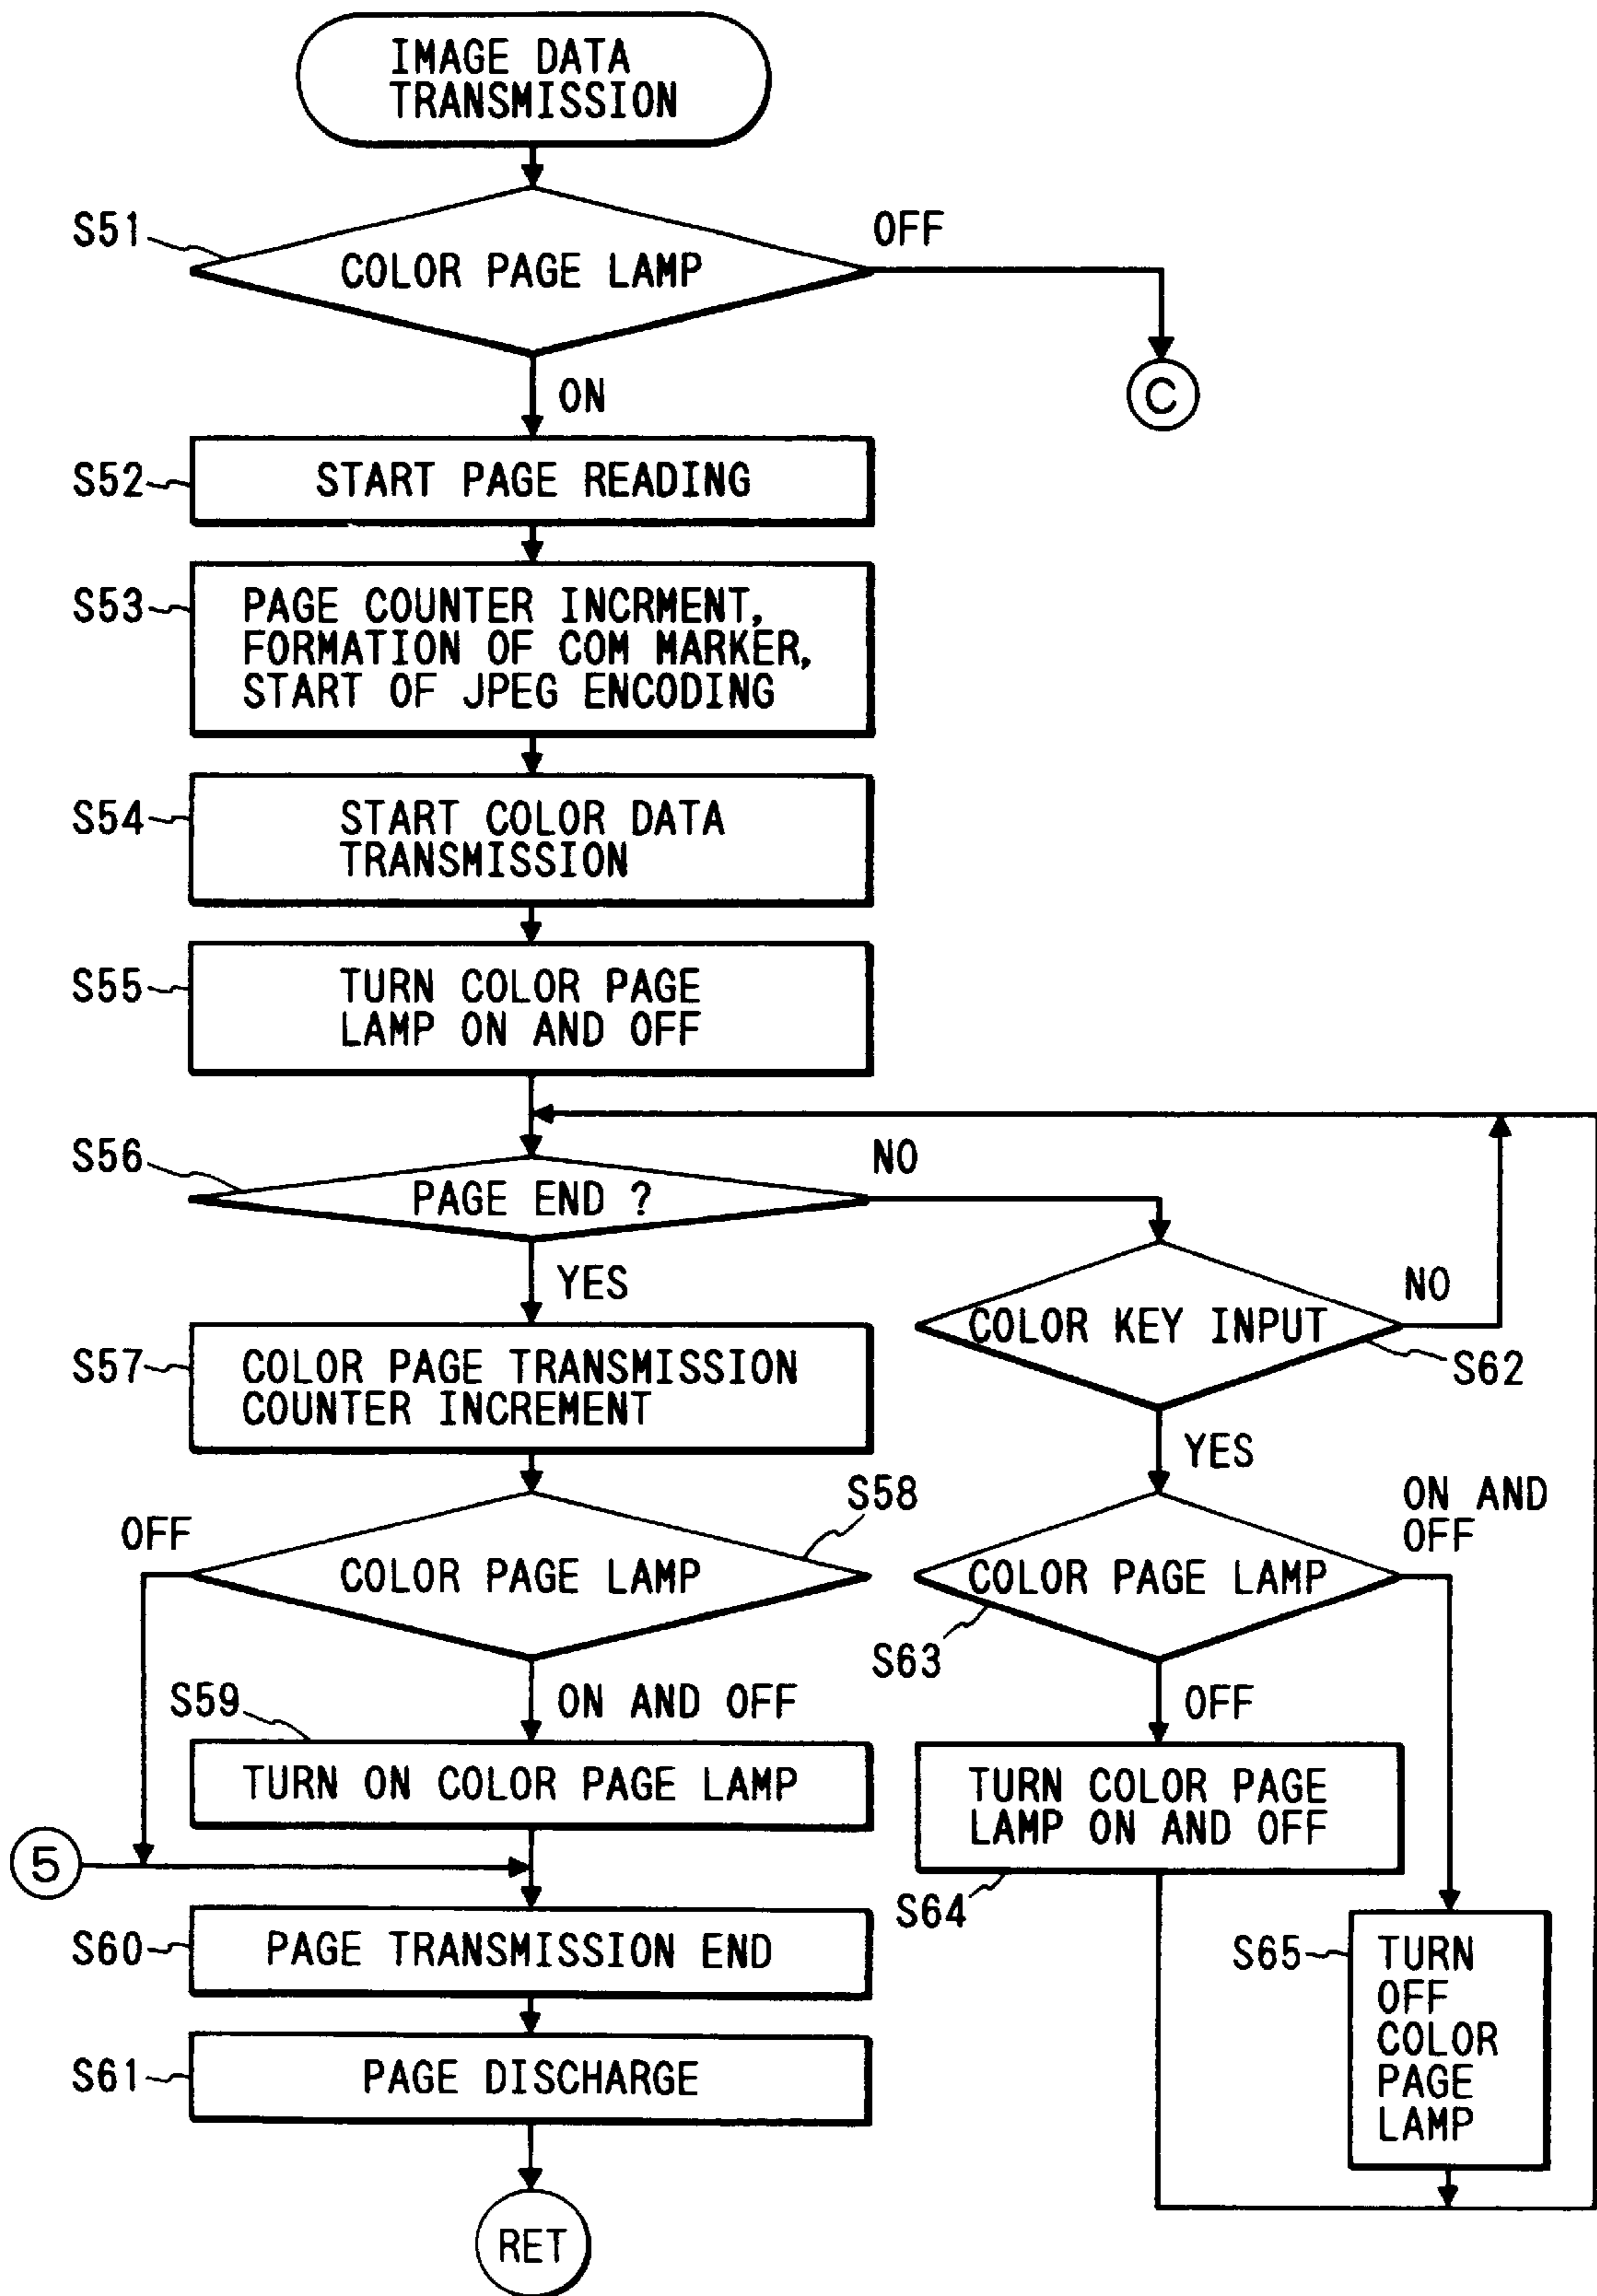 IMAGE DATA
TRANSMISSION
S51
COLOR PAGE LAMP
OFF
C
ON
S52
START PAGE READING
S53
PAGE COUNTER INCRMENT,
FORMATION OF COM MARKER,
START OF JPEG ENCODING
S54
START COLOR DATA
TRANSMISSION
S55
TURN COLOR PAGE
LAMP ON AND OFF
S56
PAGE END ?
NO
YES
COLOR KEY INPUT
NO
S62
S57
COLOR PAGE TRANSMISSION
COUNTER INCREMENT
YES
S58
OFF
COLOR PAGE LAMP
COLOR PAGE LAMP
ON AND
OFF
S63
S59
ON AND OFF
OFF
TURN ON COLOR PAGE LAMP
TURN COLOR PAGE
LAMP ON AND OFF
5
S64
S60
PAGE TRANSMISSION END
S65
TURN
OFF
COLOR
PAGE
LAMP
S61
PAGE DISCHARGE
RET